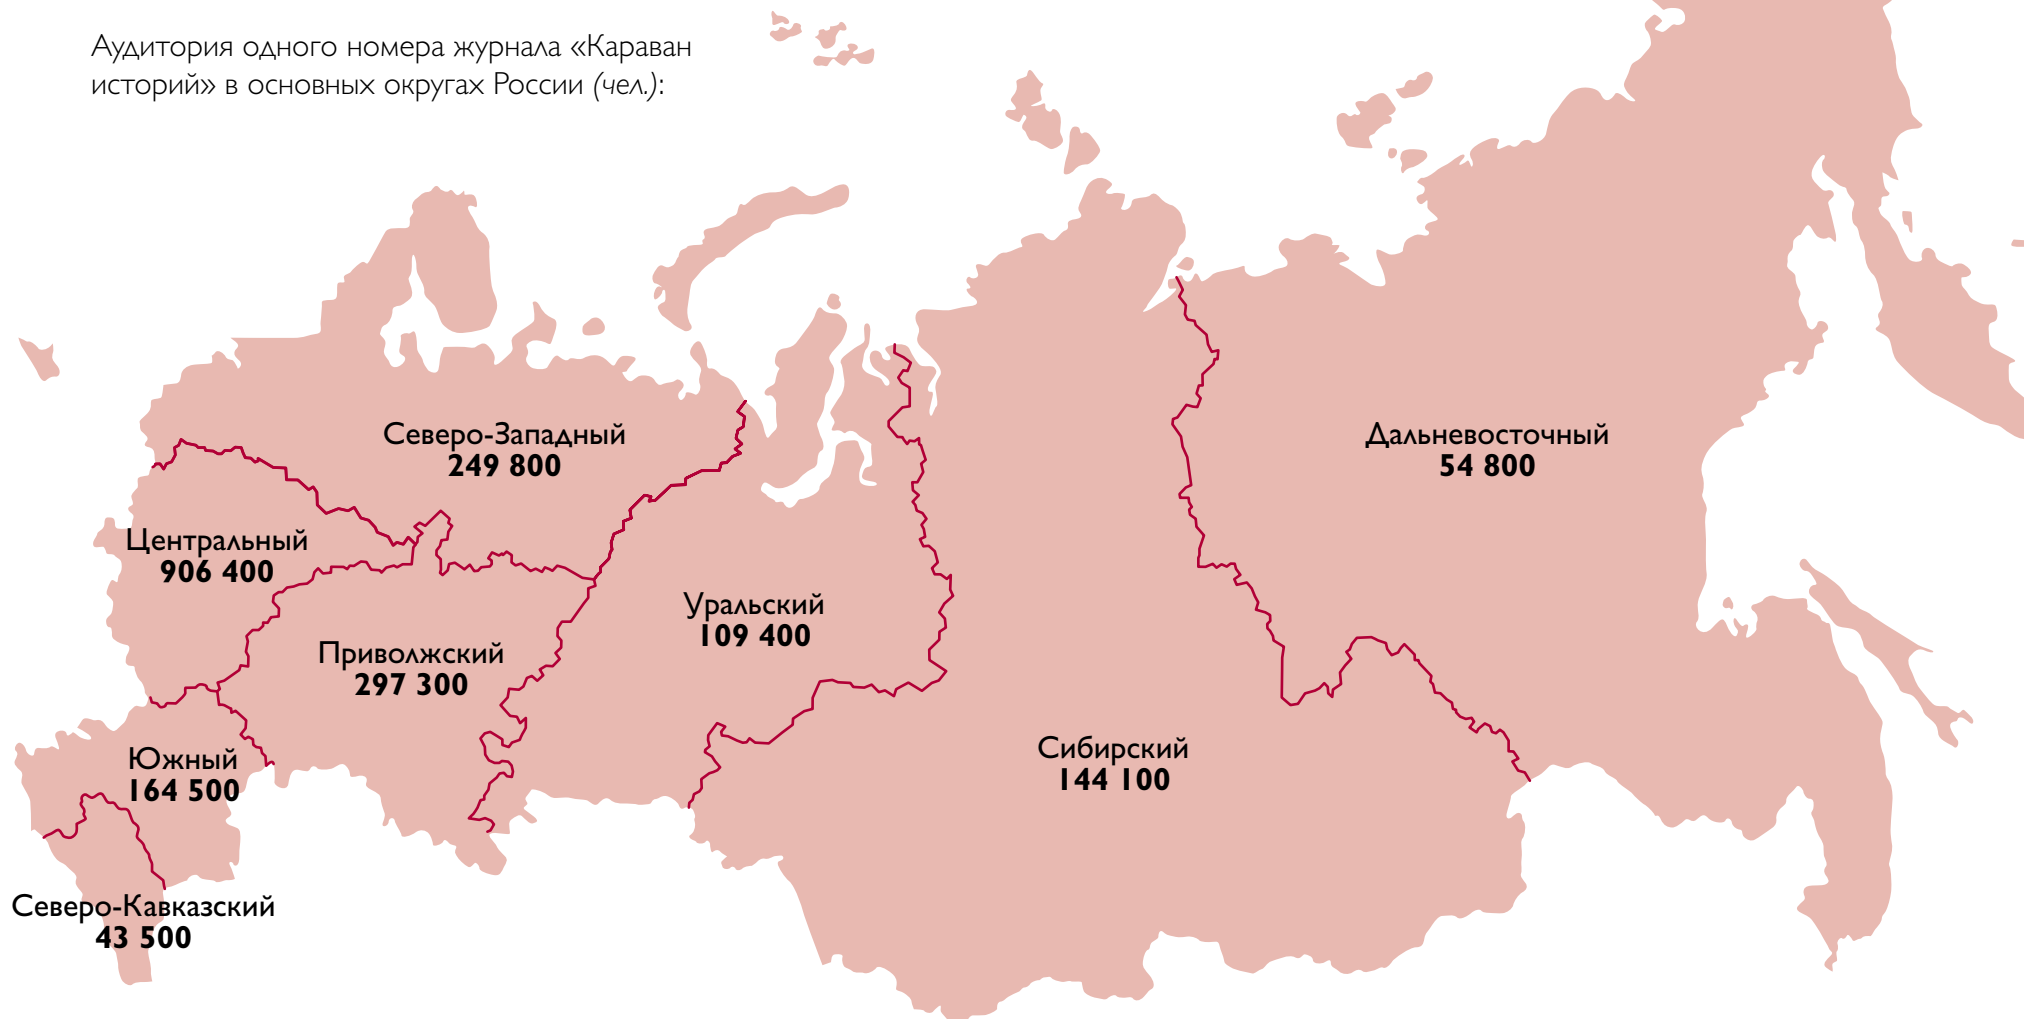 Аудитория одного номера журнала «Караван
историй» в основных округах России (чел.):
Северо-Западный
249 800
Дальневосточный
54 800
Центральный
906 400
Уральский
109 400
Приволжский
297 300
Южный
164 500
Сибирский
144 100
Северо-Кавказский
43 500